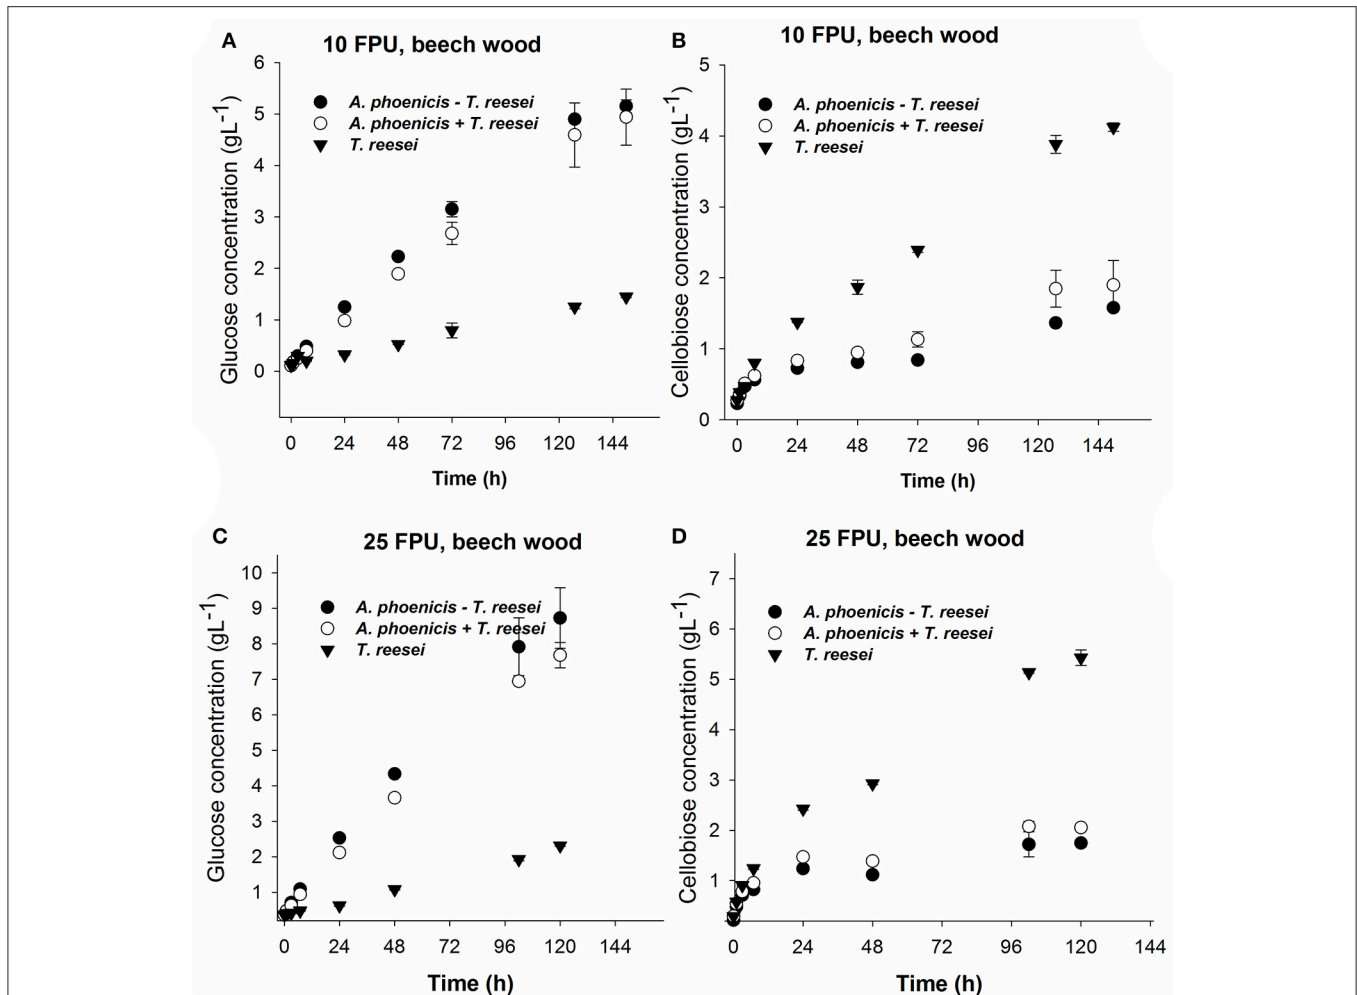 A
10 FPU, beech wood
Glucose concentration (gL-1)
6
5
4
3
2
1
0
A. phoenicis - T. reesei
A. phoenicis + T. reesei
T. reesei
0 24 48 72 96 120 144
Time (h)
B
10 FPU, beech wood
Cellobiose concentration (gL-1)
5
4
3
2
1
0
A. phoenicis - T. reesei
A. phoenicis + T. reesei
T. reesei
0 24 48 72 96 120 144
Time (h)
C
25 FPU, beech wood
Glucose concentration (gL-1)
10
9
8
7
6
5
4
3
2
1
A. phoenicis - T. reesei
A. phoenicis + T. reesei
T. reesei
0 24 48 72 96 120 144
Time (h)
D
25 FPU, beech wood
Cellobiose concentration (gL-1)
7
6
5
4
3
2
1
A. phoenicis - T. reesei
A. phoenicis + T. reesei
T. reesei
0 24 48 72 96 120 144
Time (h)